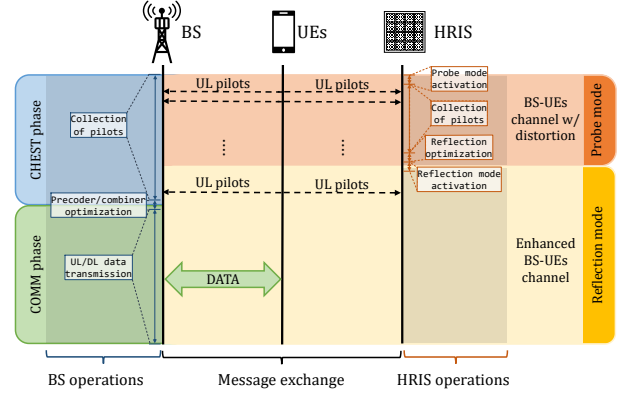 BS
UEs
HRIS
CHEST phase
COMM phase
Collection
of pilots
Precoder/combiner
optimization
UL/DL data
transmission
UL pilots
UL pilots
⋮
⋮
UL pilots
UL pilots
DATA
Probe mode
activation
Collection
of pilots
Reflection
optimization
Reflection mode
activation
BS-UEs
channel w/
distortion
Enhanced
BS-UEs
channel
Probe mode
Reflection mode
BS operations
Message exchange
HRIS operations